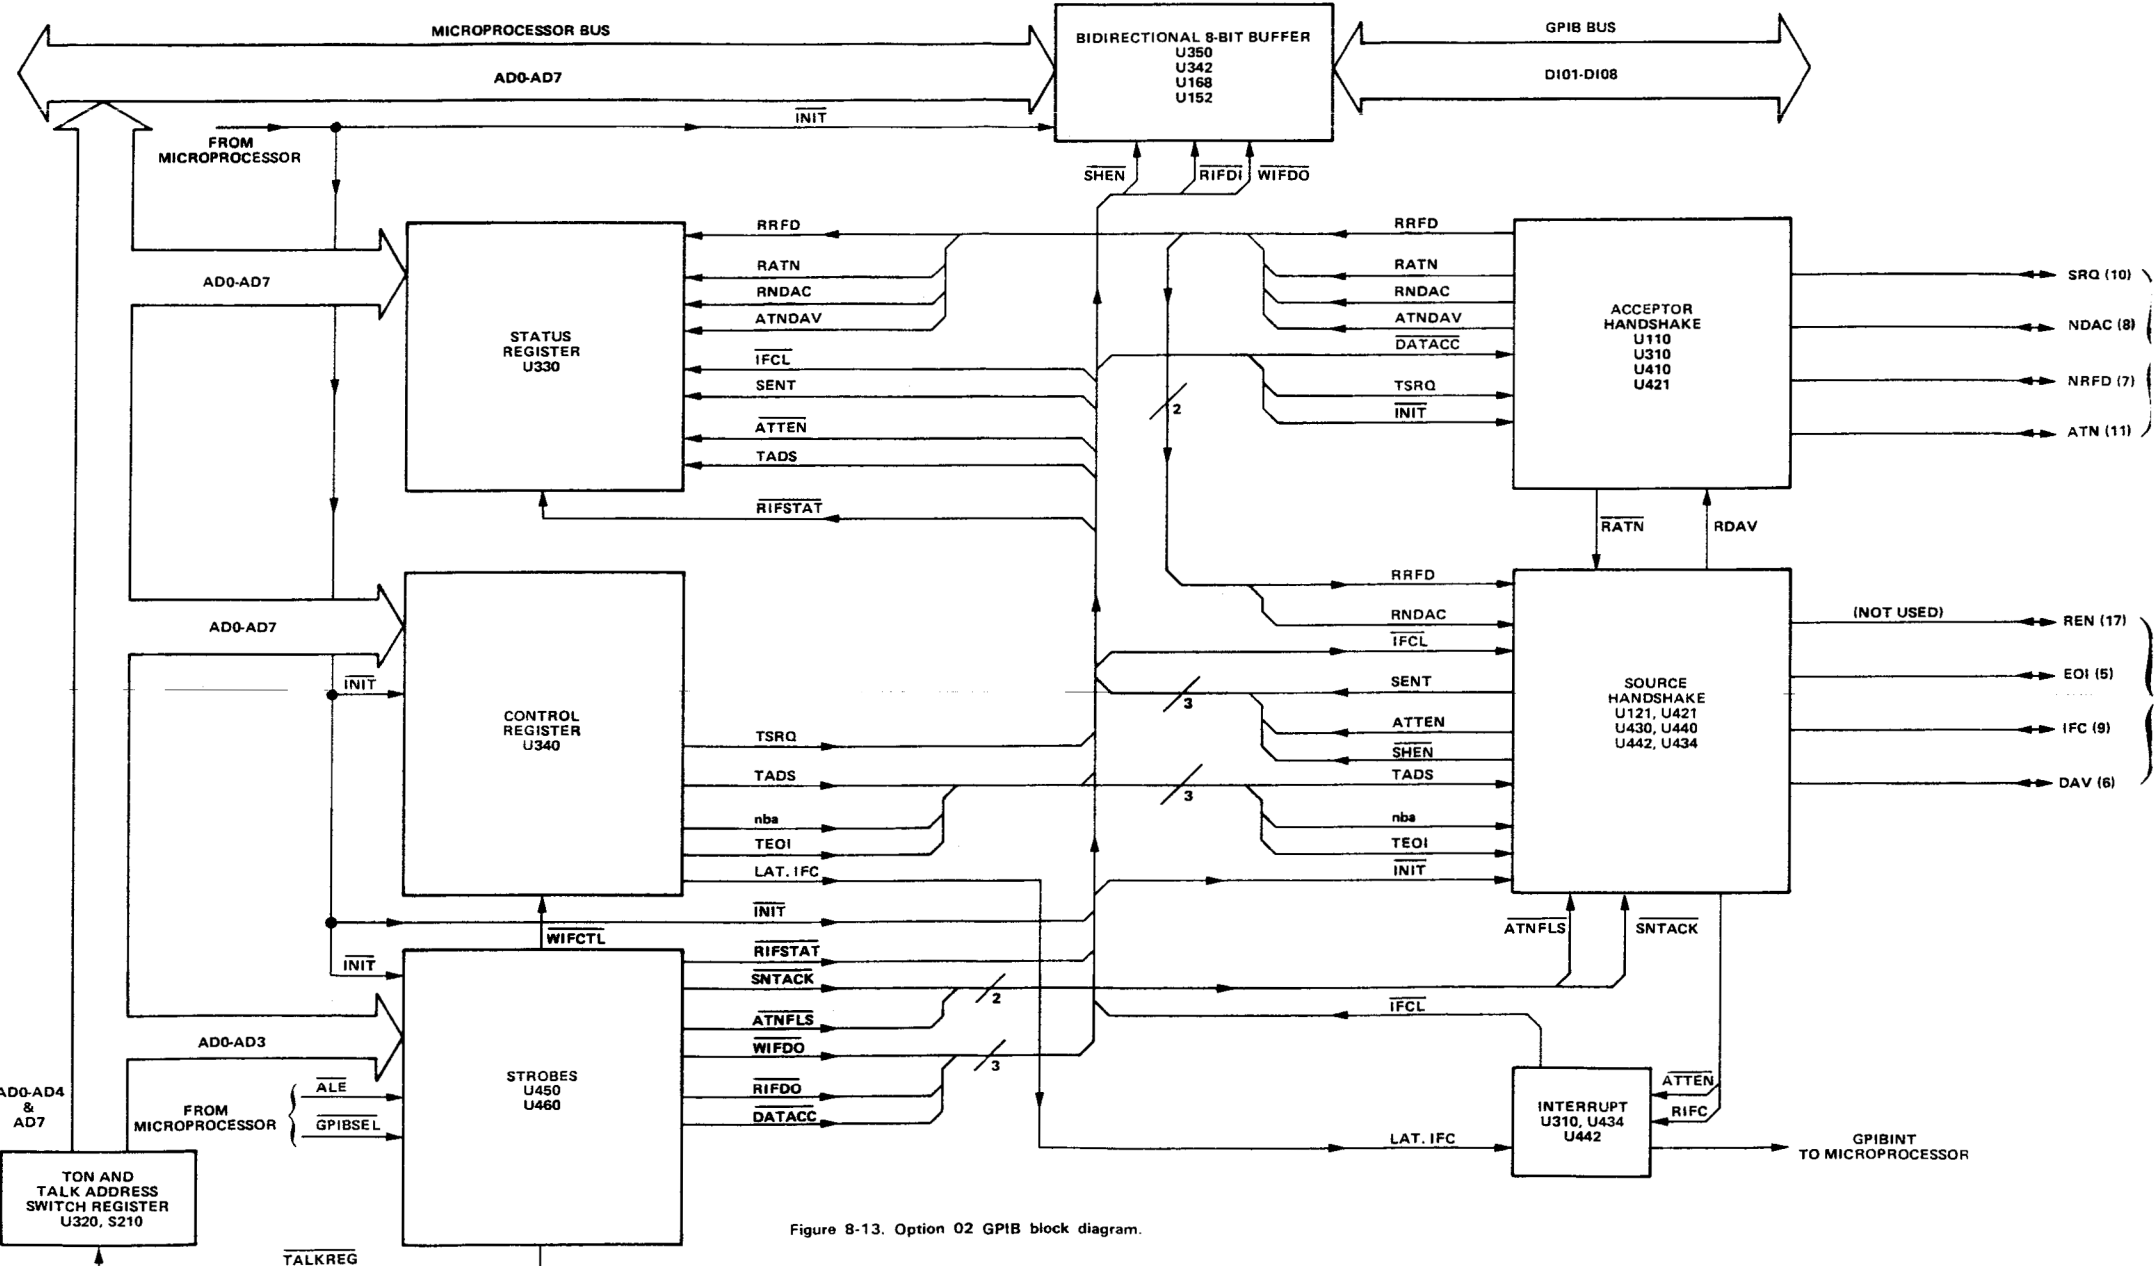 MICROPROCESSOR BUS
AD0-AD7
BIDIRECTIONAL 8-BIT BUFFER
U350
U342
U168
U152
GPIB BUS
DI01-DI08
INIT
FROM
MICROPROCESSOR
SHEN
RIFDI
WIFDO
AD0-AD7
STATUS
REGISTER
U330
RRFD
RATN
RNDAC
ATNDAV
IFCL
SENT
ATTEN
TADS
RIFSTAT
RRFD
RATN
RNDAC
ATNDAV
DATACC
TSRQ
INIT
2
ACCEPTOR
HANDSHAKE
U110
U310
U410
U421
SRQ (10)
NDAC (8)
NRFD (7)
ATN (11)
RATN
RDAV
AD0-AD7
INIT
CONTROL
REGISTER
U340
TSRQ
TADS
nba
TEOI
LAT. IFC
INIT
RRFD
RNDAC
IFCL
SENT
3
ATTEN
SHEN
TADS
3
nba
TEOI
INIT
SOURCE
HANDSHAKE
U121, U421
U430, U440
U442, U434
(NOT USED)
REN (17)
EOI (5)
IFC (9)
DAV (6)
ATNFLS
SNTACK
WIFCTL
INIT
AD0-AD3
STROBES
U450
U460
RIFSTAT
SNTACK
2
ATNFLS
WIFDO
3
RIFDO
DATACC
IFCL
ATTEN
RIFC
INTERRUPT
U310, U434
U442
LAT. IFC
GPIBINT
TO MICROPROCESSOR
AD0-AD4
&
AD7
FROM
MICROPROCESSOR
ALE
GPIBSEL
TON AND
TALK ADDRESS
SWITCH REGISTER
U320, S210
TALKREG
Figure 8-13. Option 02 GPIB block diagram.